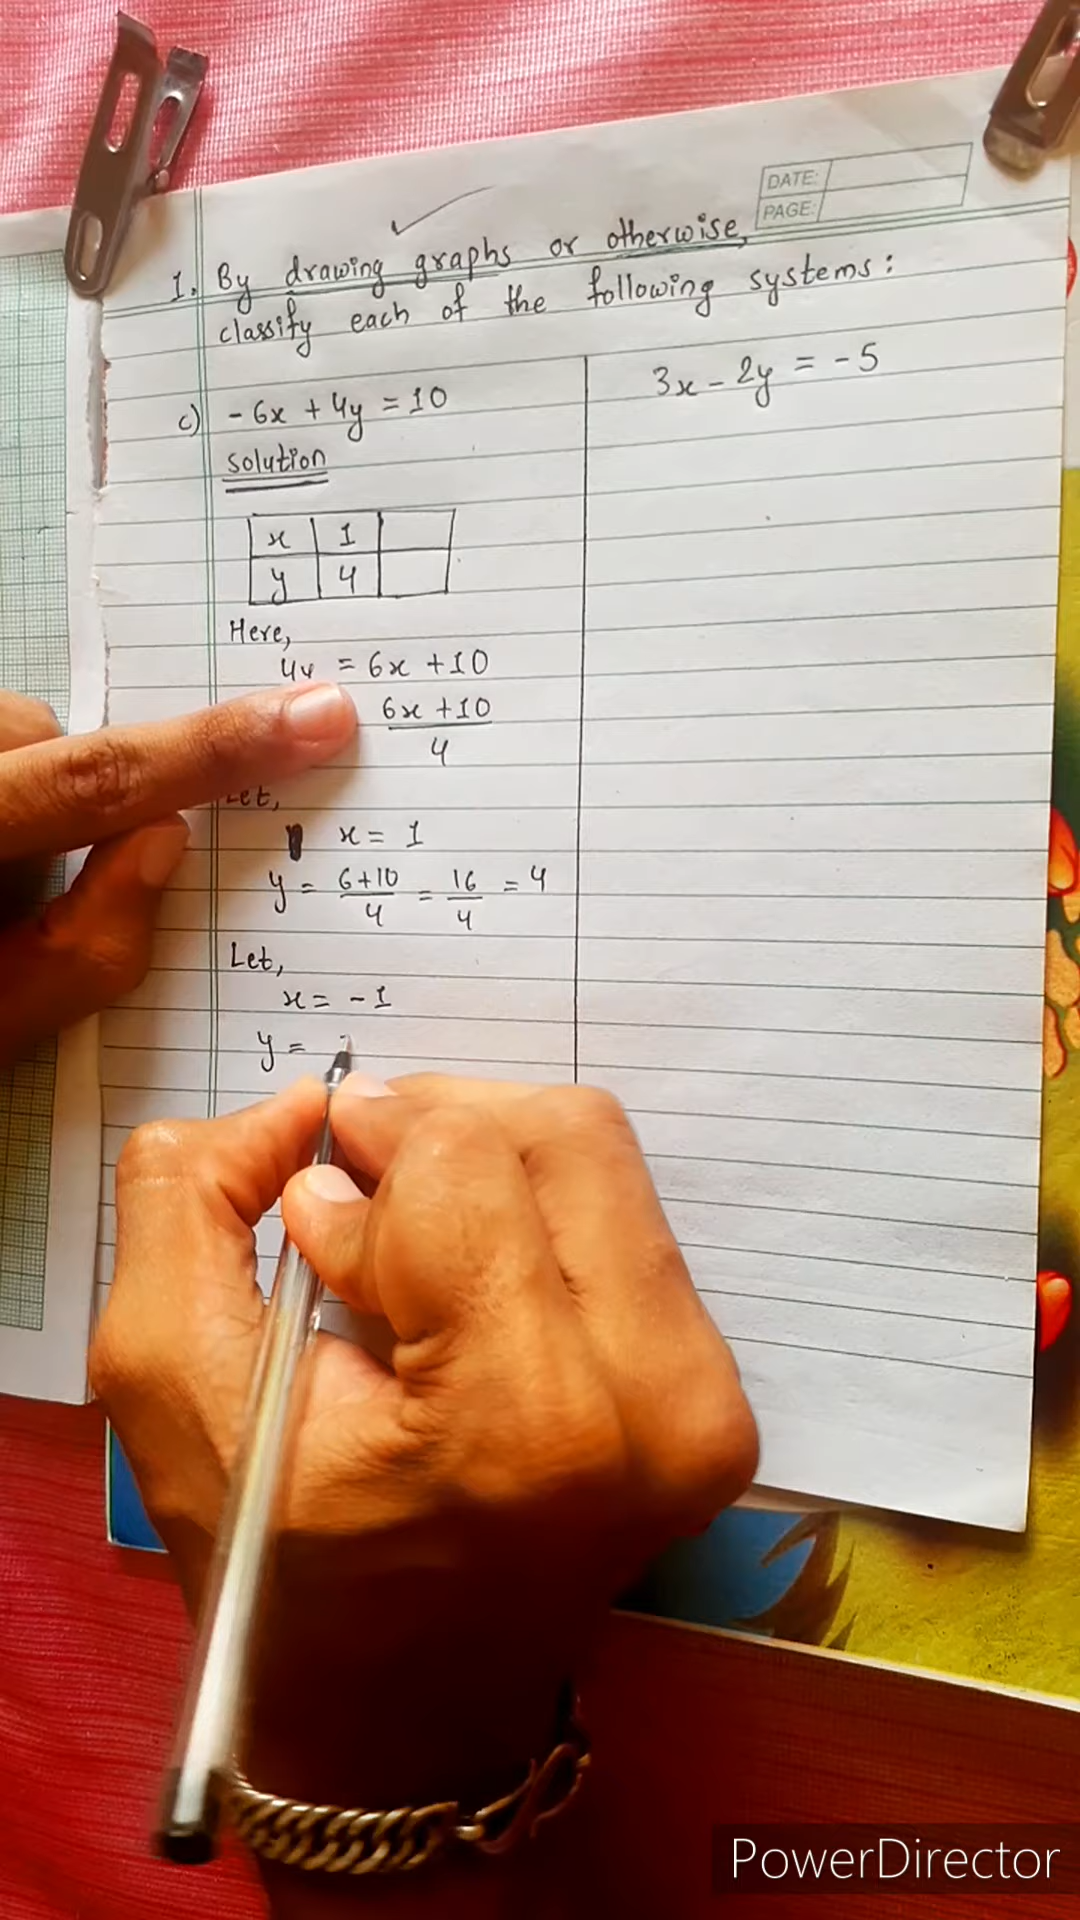 DATE:
PAGE:
1. By drawing graphs or otherwise,
classify each of the following systems:
c) -6x + 4y = 10
3x - 2y = -5
Solution
x 1
y 4
Here,
4y = 6x + 10
6x + 10
4
Let,
x = 1
y = 6+10/4 = 16/4 = 4
Let,
x = -1
y =
PowerDirector